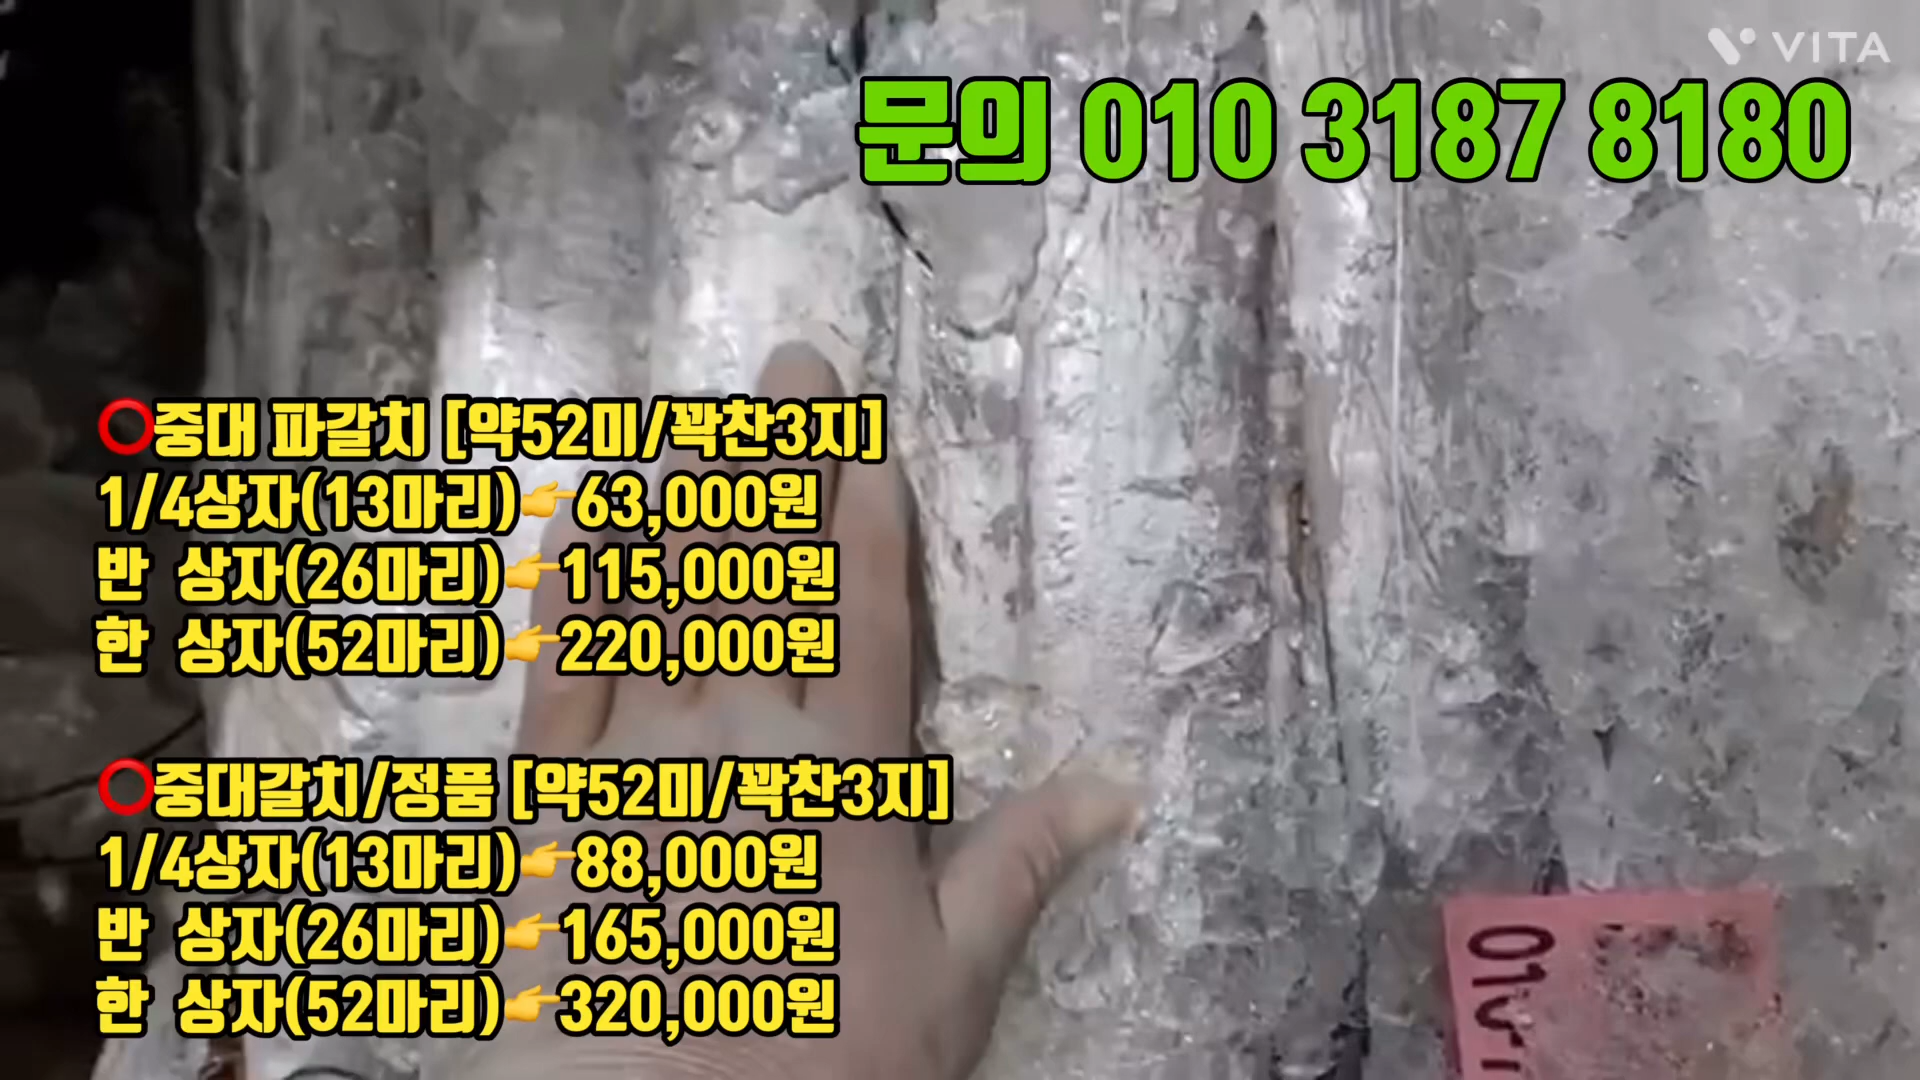 VITA
문의 010 3187 8180
⭕중대 파갈치 [약52미/꽉찬3지]
1/4상자(13마리)👉63,000원
반 상자(26마리)👉115,000원
한 상자(52마리)👉220,000원
⭕중대갈치/정품 [약52미/꽉찬3지]
1/4상자(13마리)👉88,000원
반 상자(26마리)👉165,000원
한 상자(52마리)👉320,000원
010